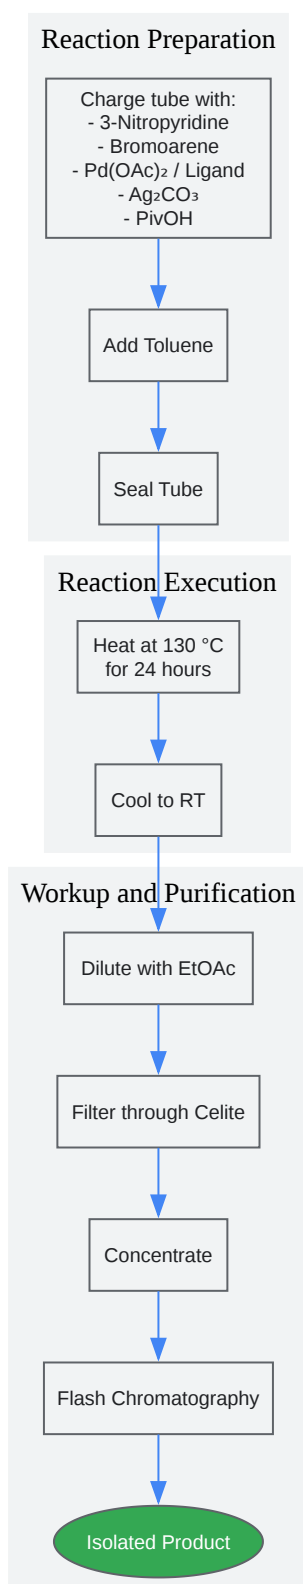 Reaction Preparation
Charge tube with:
- 3-Nitropyridine
- Bromoarene
- Pd(OAc)₂ / Ligand
- Ag₂CO₃
- PivOH
Add Toluene
Seal Tube
Reaction Execution
Heat at 130 °C
for 24 hours
Cool to RT
Workup and Purification
Dilute with EtOAc
Filter through Celite
Concentrate
Flash Chromatography
Isolated Product